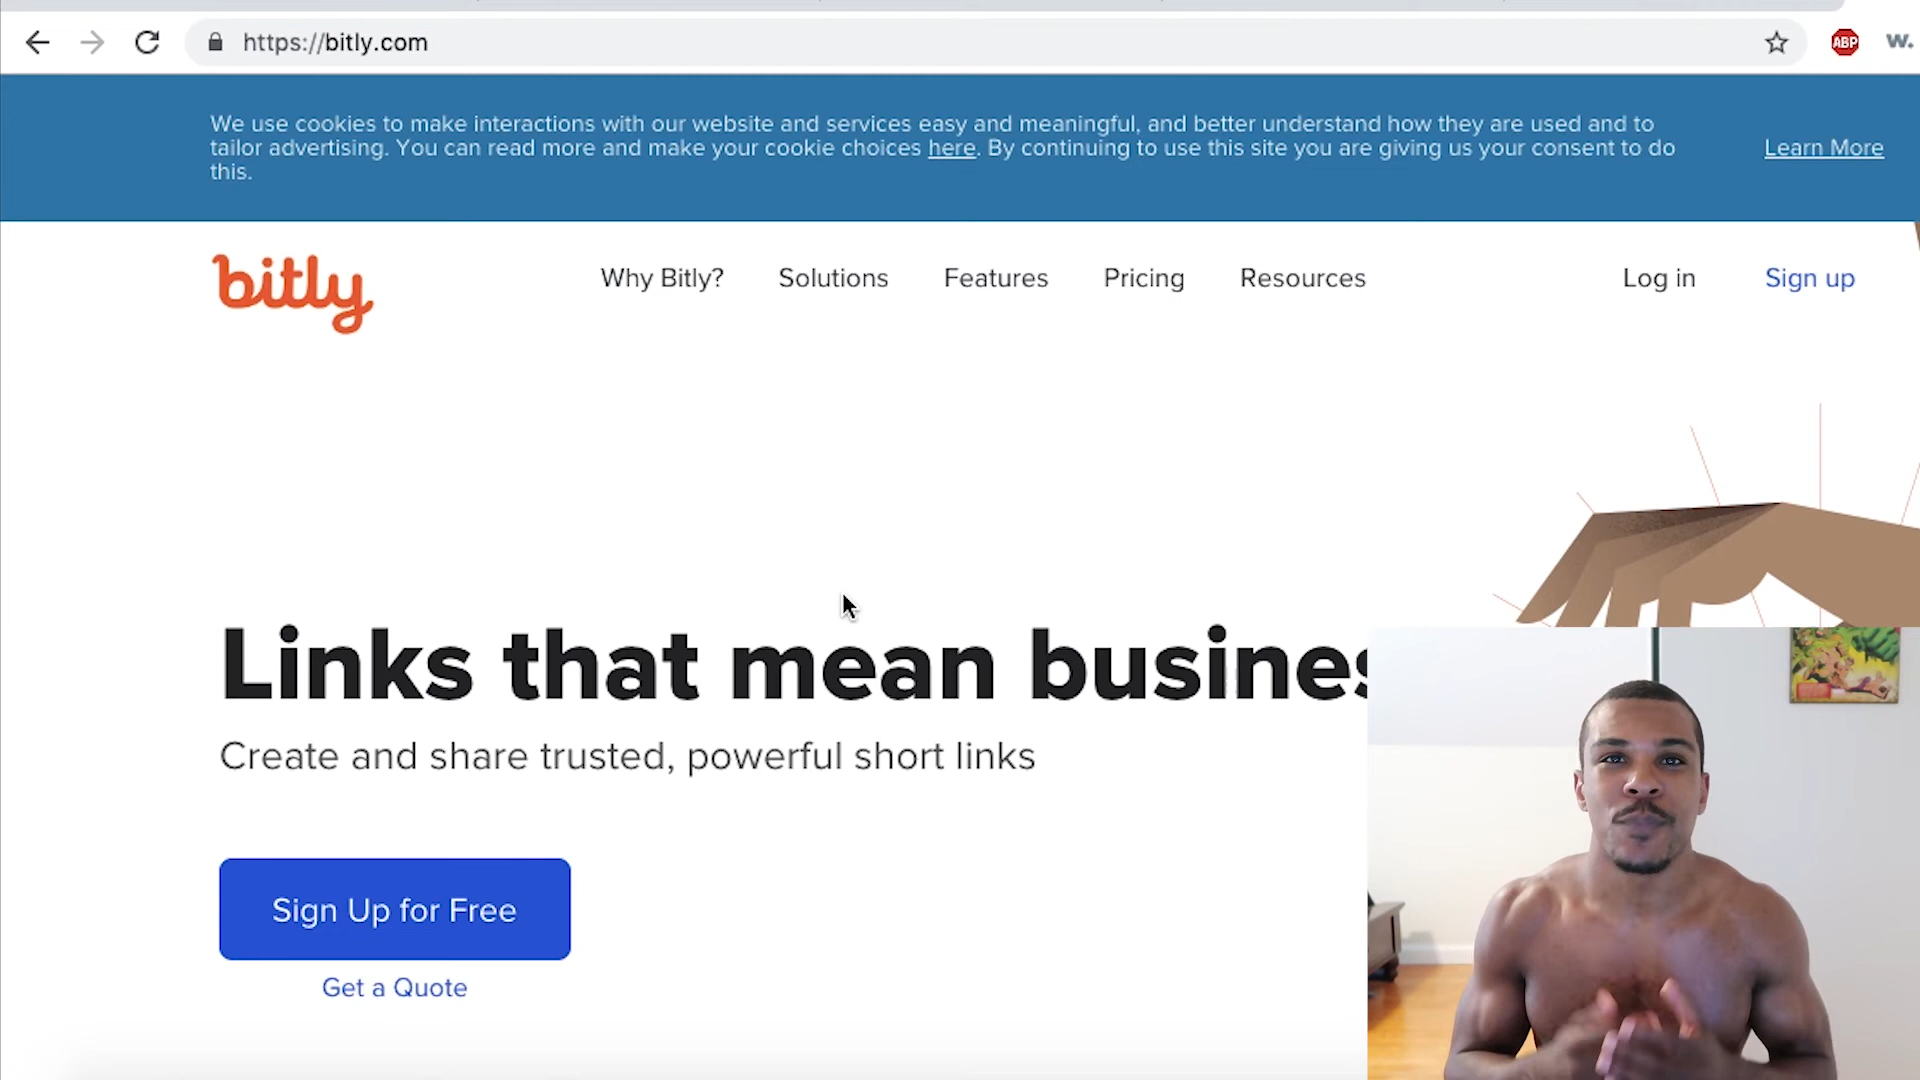 https://bitly.com
ABP
w.
We use cookies to make interactions with our website and services easy and meaningful, and better understand how they are used and to
tailor advertising. You can read more and make your cookie choices here. By continuing to use this site you are giving us your consent to do
this.
Learn More
bitly
Why Bitly? Solutions Features Pricing Resources Log in Sign up
Links that mean busines
Create and share trusted, powerful short links
Sign Up for Free
Get a Quote